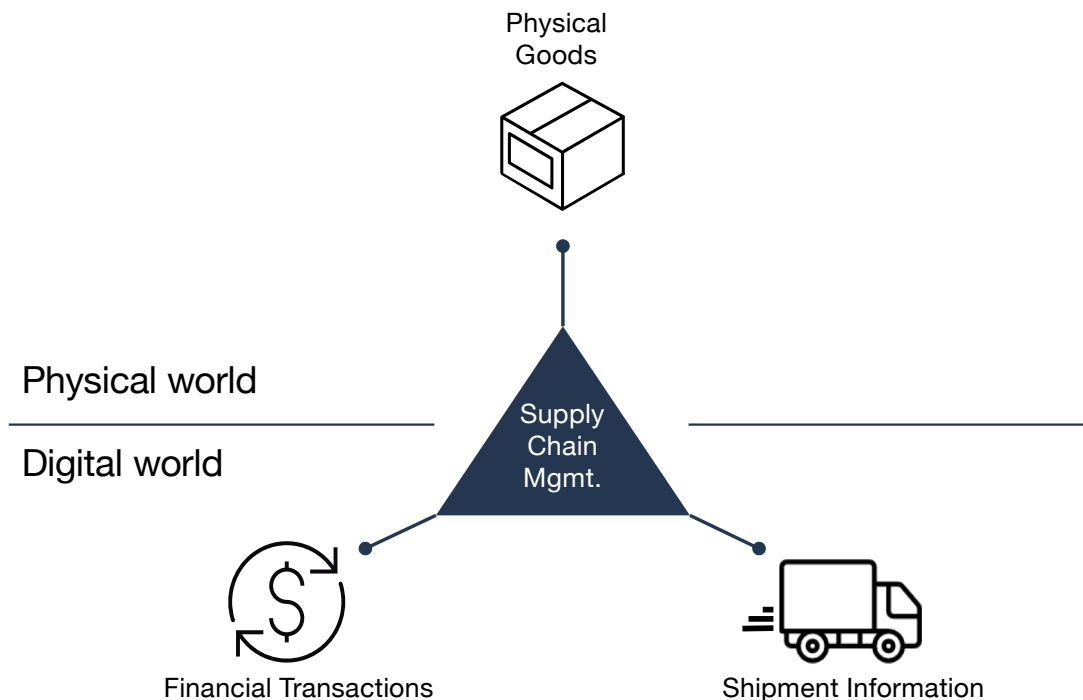 Physical
Goods
Physical world
Supply
Chain
Mgmt.
Digital world
Financial Transactions
Shipment Information